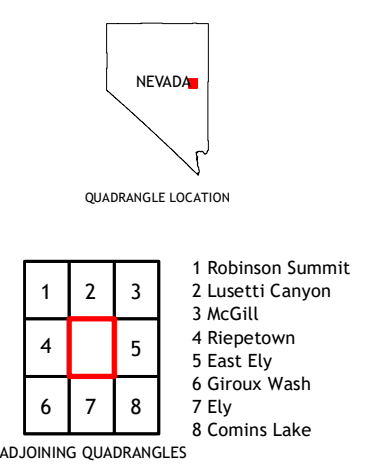 NEVADA
QUADRANGLE LOCATION
1 2 3
4 5
6 7 8
ADJOINING QUADRANGLES
1 Robinson Summit
2 Lusetti Canyon
3 McGill
4 Riepetown
5 East Ely
6 Giroux Wash
7 Ely
8 Comins Lake